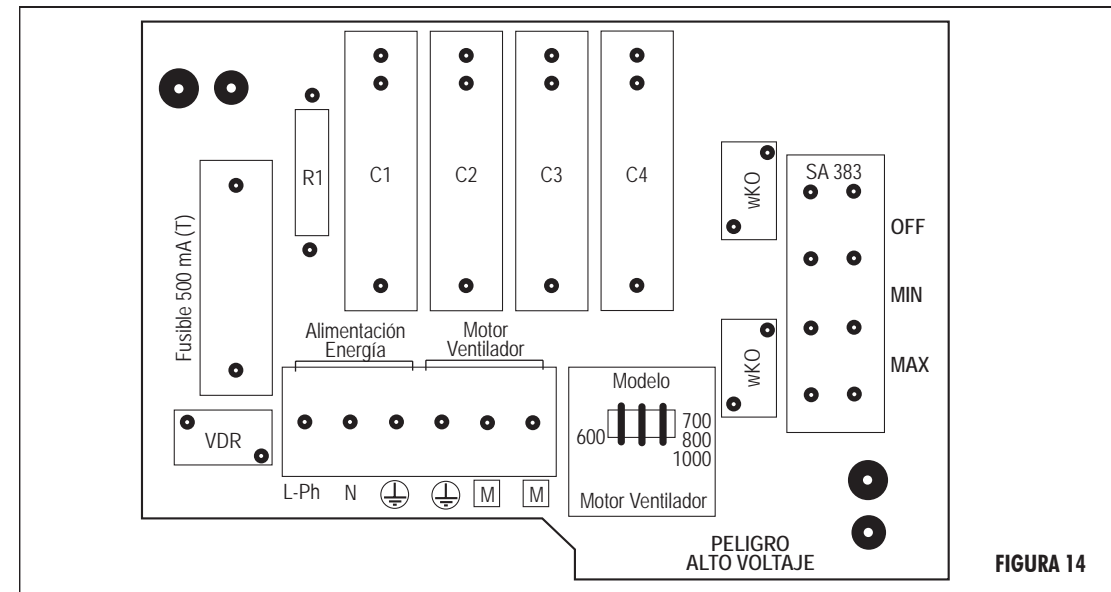 SA 383
R1
C1
C2
C3
C4
wKO
OFF
Fusible 500 mA (T)
MIN
Alimentación
Energía
Motor
Ventilador
wKO
MAX
Modelo
600
700
800
1000
VDR
L-Ph
N
M
M
Motor Ventilador
PELIGRO
ALTO VOLTAJE
FIGURA 14